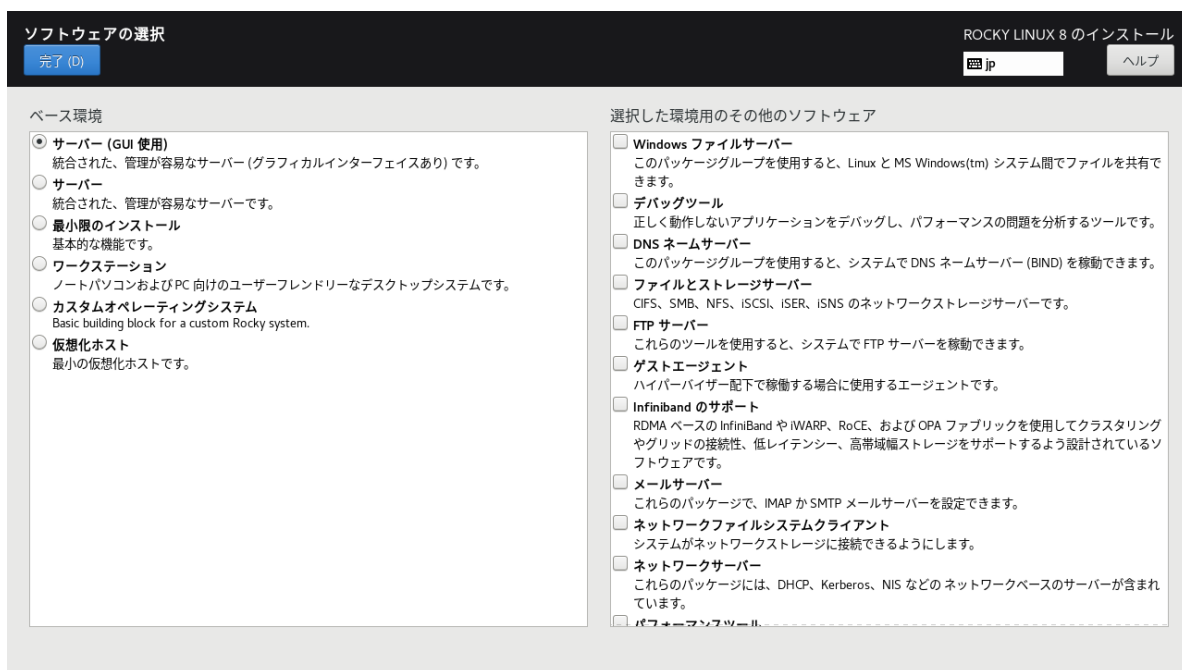 ソフトウェアの選択
完了 (D)
ROCKY LINUX 8 のインストール
jp
ヘルプ
ベース環境
サーバー (GUI 使用)
統合された、管理が容易なサーバー (グラフィカルインターフェイスあり) です。
サーバー
統合された、管理が容易なサーバーです。
最小限のインストール
基本的な機能です。
ワークステーション
ノートパソコンおよび PC 向けのユーザーフレンドリーなデスクトップシステムです。
カスタムオペレーティングシステム
Basic building block for a custom Rocky system.
仮想化ホスト
最小の仮想化ホストです。
選択した環境用のその他のソフトウェア
Windows ファイルサーバー
このパッケージグループを使用すると、Linux と MS Windows(tm) システム間でファイルを共有で
きます。
デバッグツール
正しく動作しないアプリケーションをデバッグし、パフォーマンスの問題を分析するツールです。
DNS ネームサーバー
このパッケージグループを使用すると、システムで DNS ネームサーバー (BIND) を稼動できます。
ファイルとストレージサーバー
CIFS、SMB、NFS、iSCSI、iSER、iSNS のネットワークストレージサーバーです。
FTP サーバー
これらのツールを使用すると、システムで FTP サーバーを稼動できます。
ゲストエージェント
ハイパーバイザー配下で稼働する場合に使用するエージェントです。
Infiniband のサポート
RDMA ベースの InfiniBand や iWARP、RoCE、および OPA ファブリックを使用してクラスタリング
やグリッドの接続性、低レイテンシー、高帯域幅ストレージをサポートするよう設計されているソ
フトウェアです。
メールサーバー
これらのパッケージで、IMAP か SMTP メールサーバーを設定できます。
ネットワークファイルシステムクライアント
システムがネットワークストレージに接続できるようにします。
ネットワークサーバー
これらのパッケージには、DHCP、Kerberos、NIS などの ネットワークベースのサーバーが含まれ
ています。
パフォーマンスツール